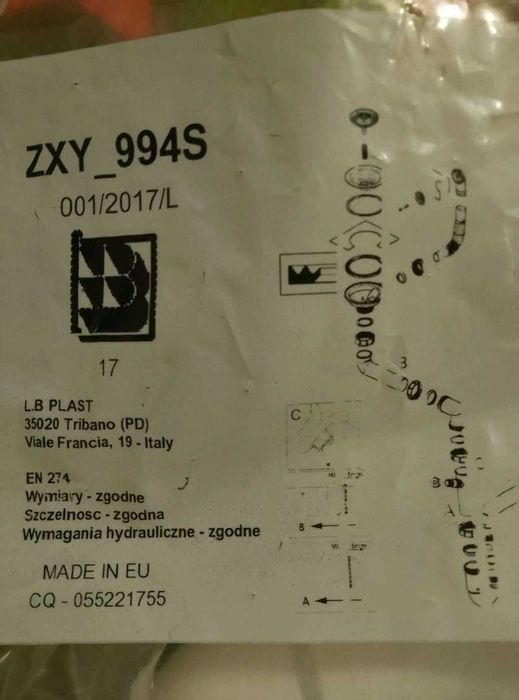 ZXY_994S
001/2017/L
17
L.B PLAST
35020 Tribano (PD)
Viale Francia, 19 - Italy
EN 274
Wymiary - zgodne
Szczelnosc - zgodna
Wymagania hydrauliczne - zgodne
MADE IN EU
CQ - 055221755
3
C
B
A